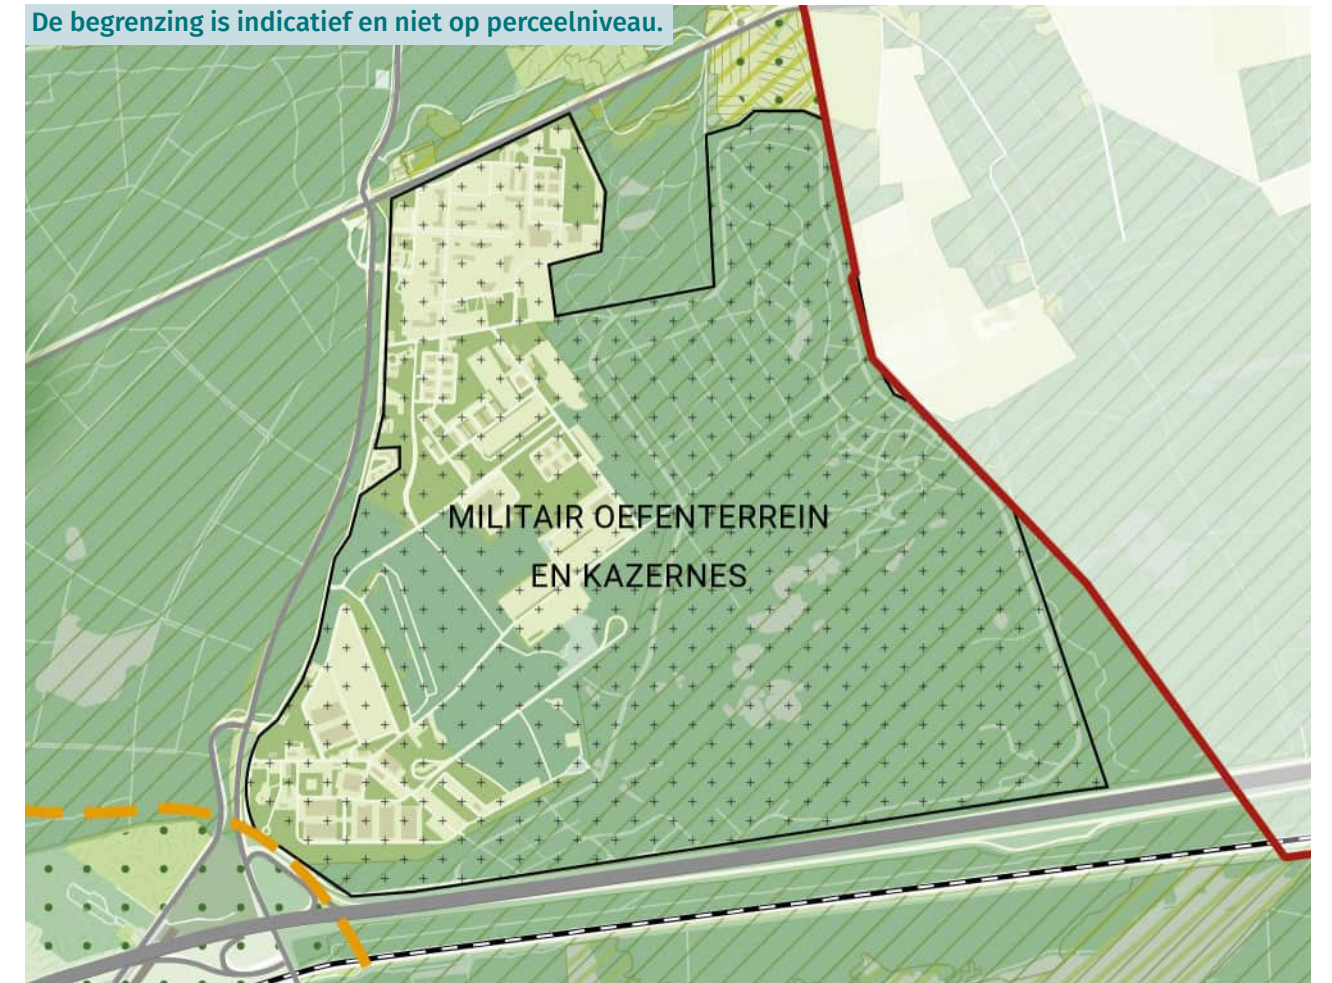 De begrenzing is indicatief en niet op perceelniveau.
MILITAIR OEFENTERREIN
EN KAZERNES